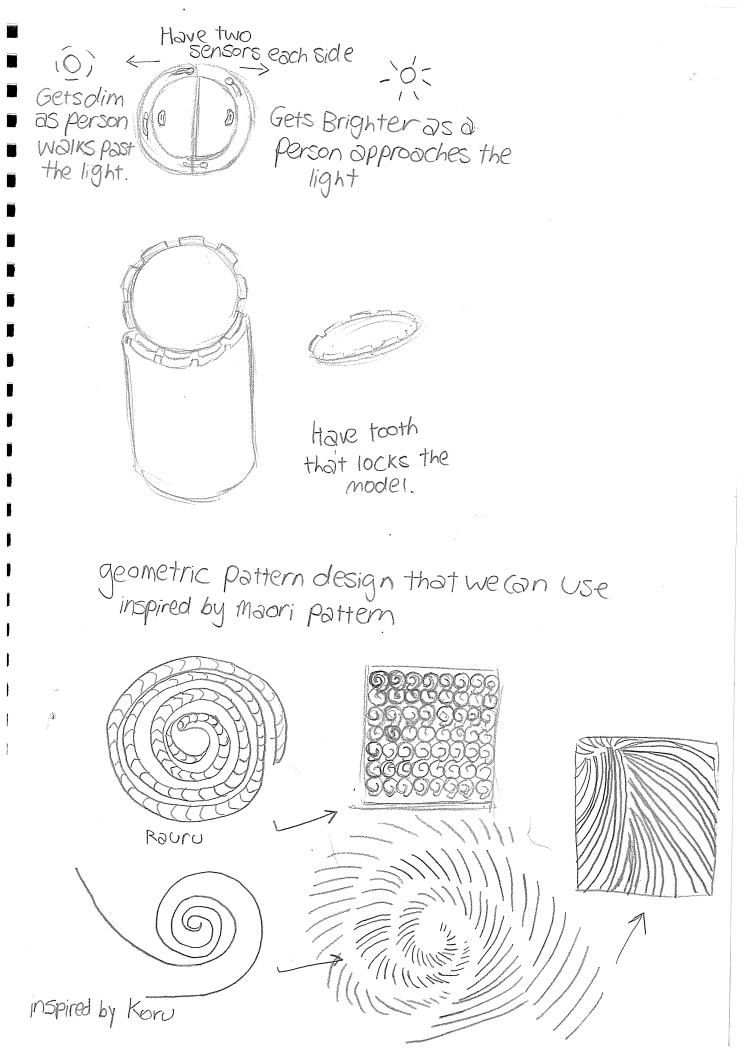 Have two
sensors each side
Gets dim
as person
walks past
the light.
Gets Brighter as a
person approaches the
light
Have tooth
that locks the
model.
geometric pattern design that we can use
inspired by maori pattern
Rauru
inspired by Koru